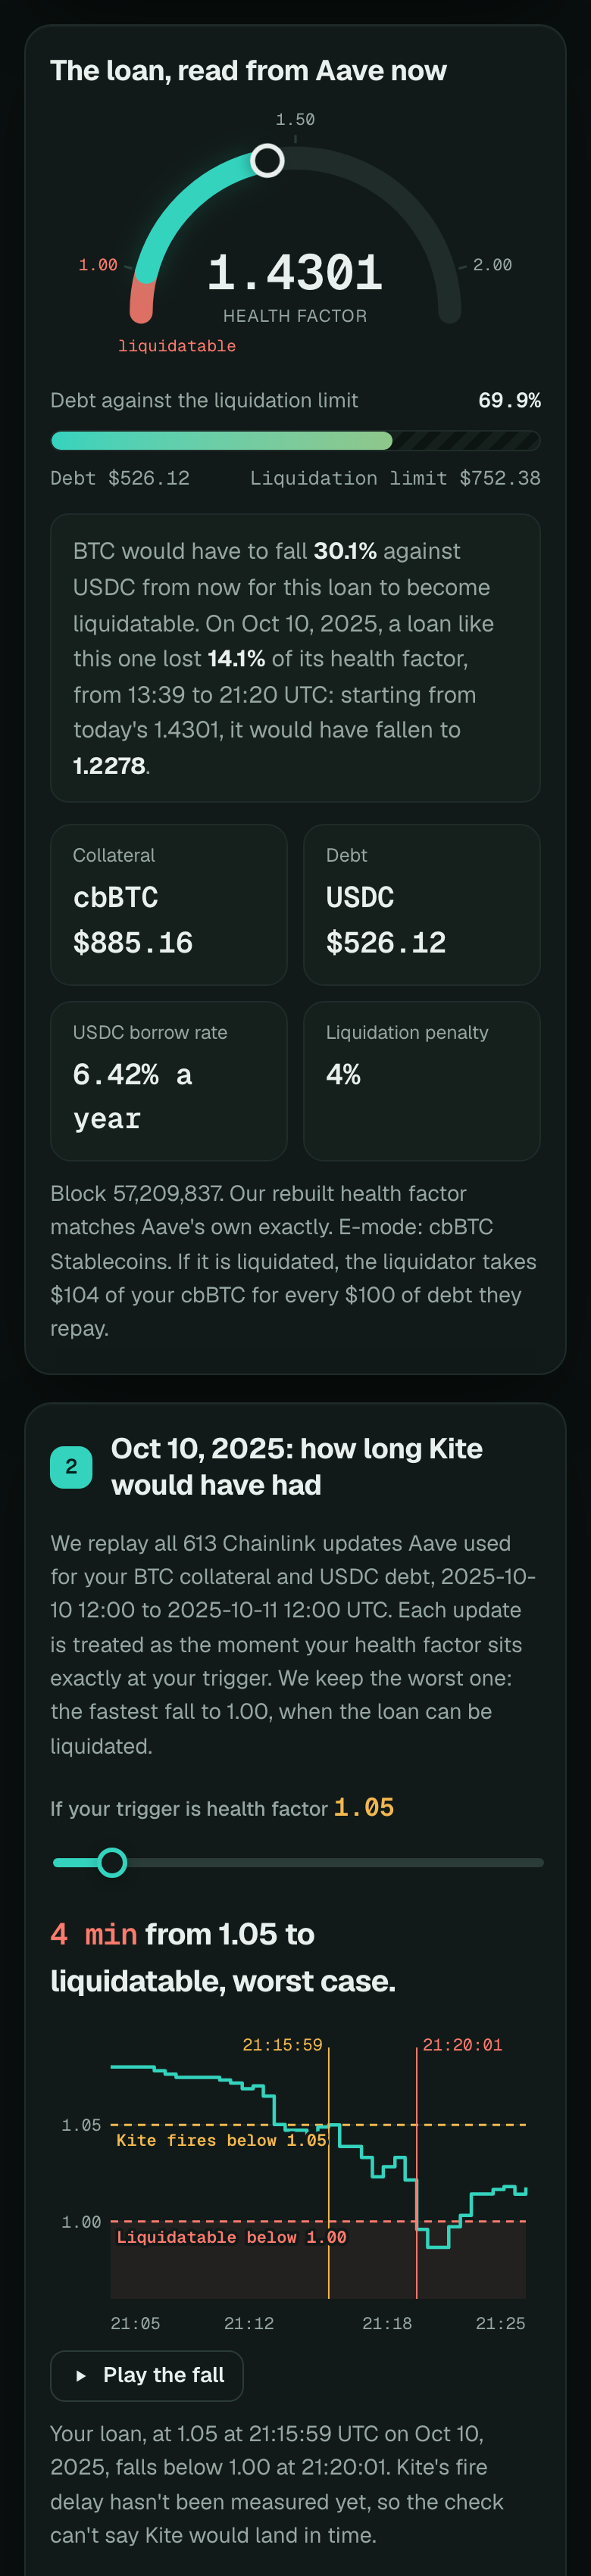 The loan, read from Aave now
1.50
1.00
2.00
1.4301
HEALTH FACTOR
liquidatable
Debt against the liquidation limit 69.9%
Debt $526.12 Liquidation limit $752.38
BTC would have to fall 30.1% against
USDC from now for this loan to become
liquidatable. On Oct 10, 2025, a loan like
this one lost 14.1% of its health factor,
from 13:39 to 21:20 UTC: starting from
today's 1.4301, it would have fallen to
1.2278.
Collateral
cbBTC
$885.16
Debt
USDC
$526.12
USDC borrow rate
6.42% a
year
Liquidation penalty
4%
Block 57,209,837. Our rebuilt health factor
matches Aave's own exactly. E-mode: cbBTC
Stablecoins. If it is liquidated, the liquidator takes
$104 of your cbBTC for every $100 of debt they
repay.
2
Oct 10, 2025: how long Kite
would have had
We replay all 613 Chainlink updates Aave used
for your BTC collateral and USDC debt, 2025-10-
10 12:00 to 2025-10-11 12:00 UTC. Each update
is treated as the moment your health factor sits
exactly at your trigger. We keep the worst one:
the fastest fall to 1.00, when the loan can be
liquidated.
If your trigger is health factor 1.05
4 min from 1.05 to
liquidatable, worst case.
21:15:59 21:20:01
1.05
Kite fires below 1.05
1.00
Liquidatable below 1.00
21:05 21:12 21:18 21:25
Play the fall
Your loan, at 1.05 at 21:15:59 UTC on Oct 10,
2025, falls below 1.00 at 21:20:01. Kite's fire
delay hasn't been measured yet, so the check
can't say Kite would land in time.